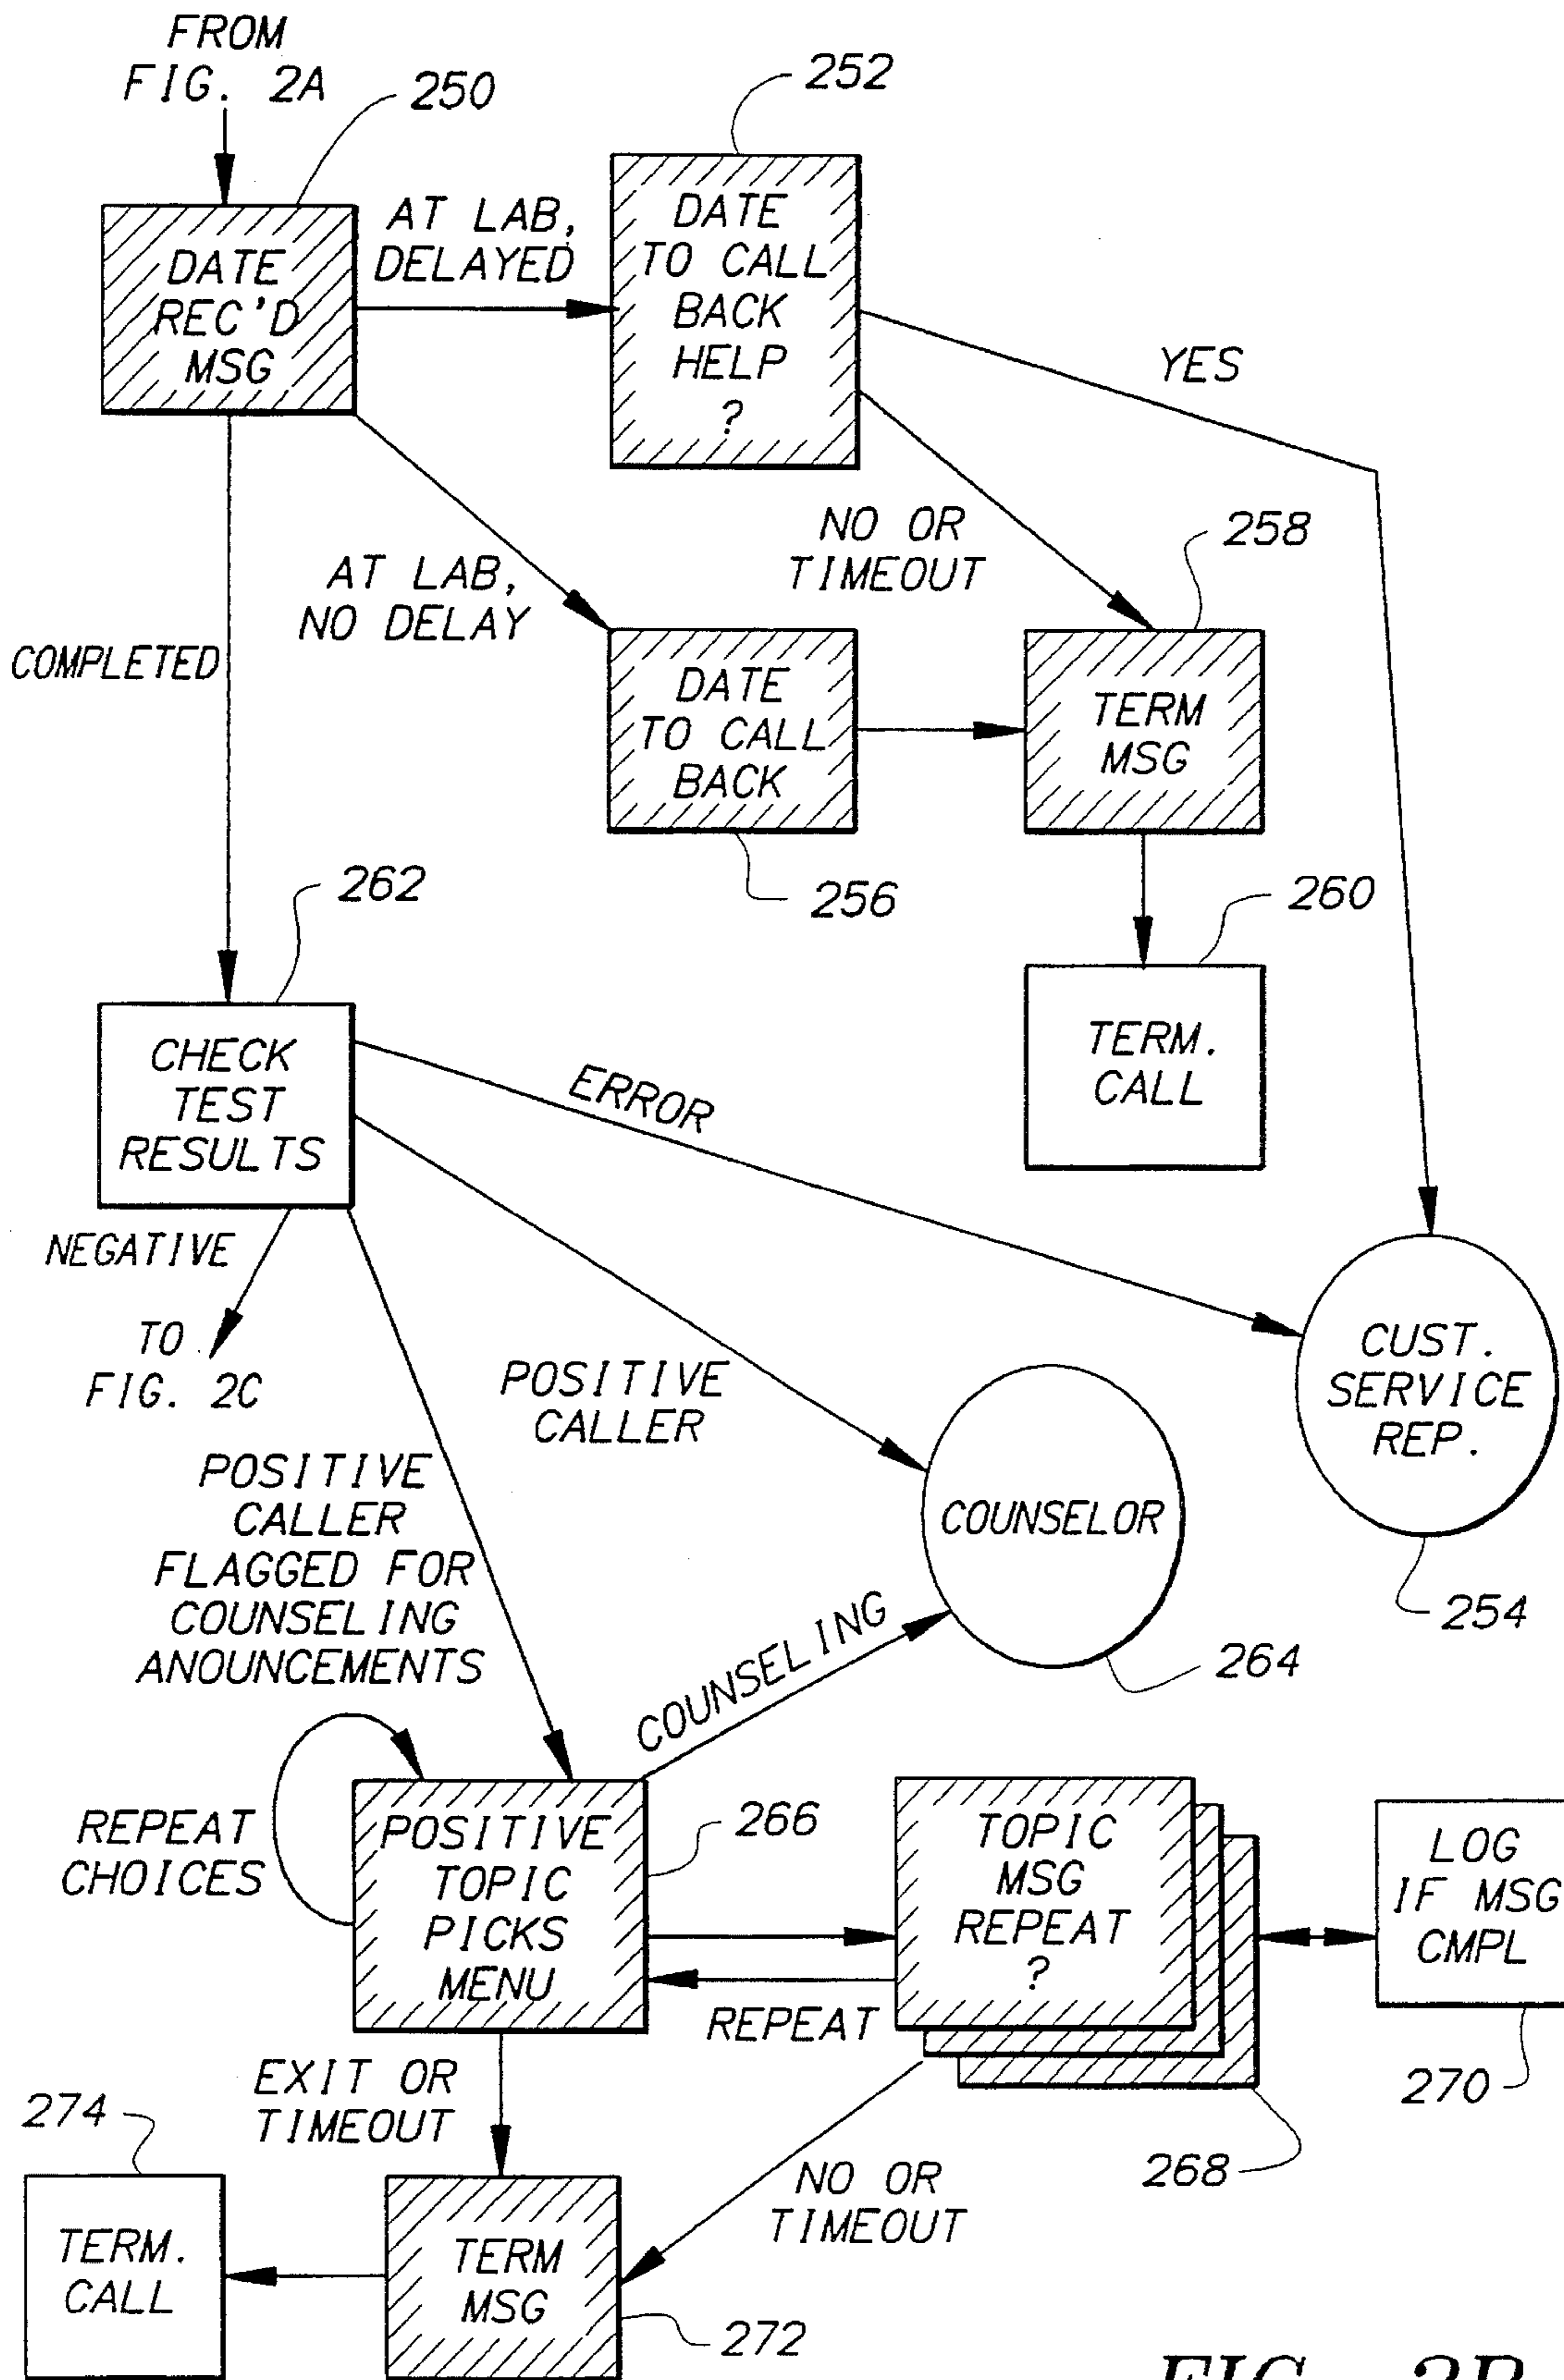 FROM
FIG. 2A
250
252
DATE
REC'D
MSG
AT LAB,
DELAYED
DATE
TO CALL
BACK
HELP
?
YES
NO OR
TIMEOUT
258
AT LAB,
NO DELAY
COMPLETED
DATE
TO CALL
BACK
TERM
MSG
256
260
262
TERM.
CALL
CHECK
TEST
RESULTS
ERROR
NEGATIVE
TO
FIG. 2C
POSITIVE
CALLER
CUST.
SERVICE
REP.
254
COUNSELOR
264
POSITIVE
CALLER
FLAGGED FOR
COUNSELING
ANOUNCEMENTS
COUNSELING
REPEAT
CHOICES
POSITIVE
TOPIC
PICKS
MENU
266
TOPIC
MSG
REPEAT
?
LOG
IF MSG
CMPL
REPEAT
270
268
EXIT OR
TIMEOUT
NO OR
TIMEOUT
274
TERM.
CALL
TERM
MSG
272
FIG. 2B